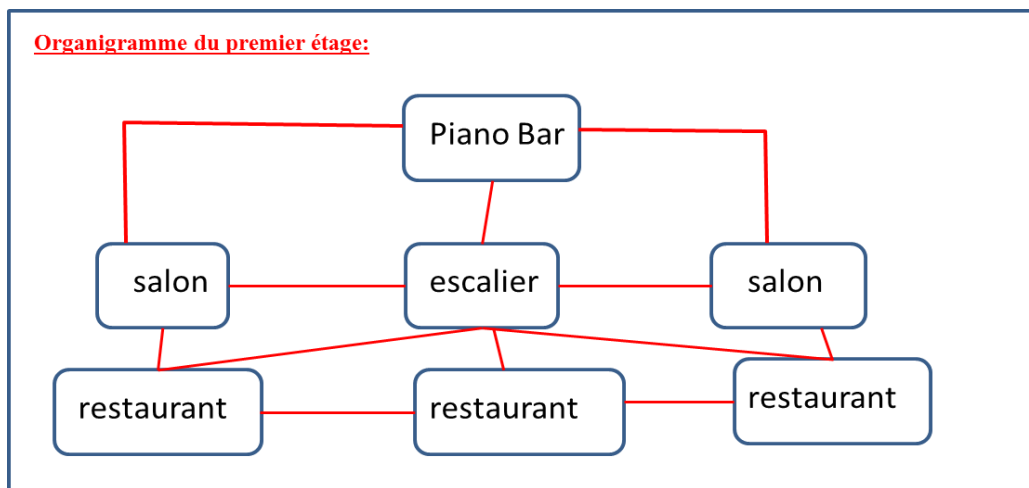 Organigramme du premier étage:
Piano Bar
salon
escalier
salon
restaurant
restaurant
restaurant